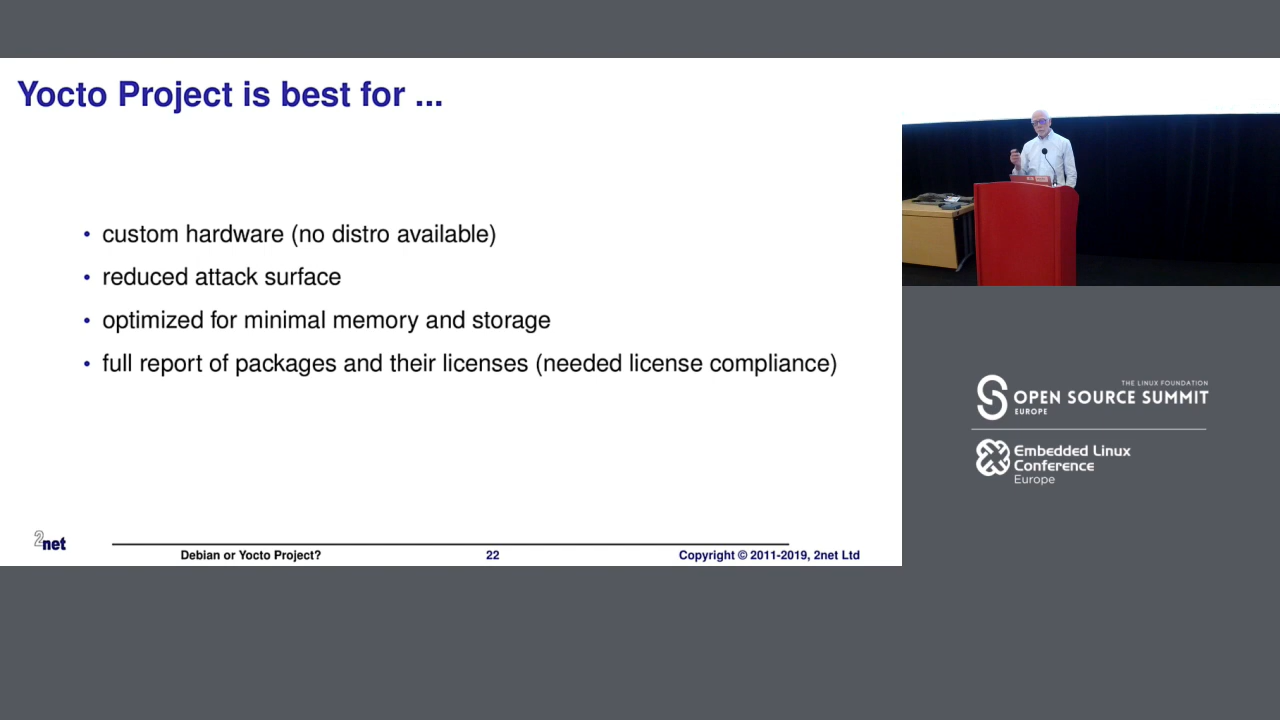 Yocto Project is best for ...
• custom hardware (no distro available)
• reduced attack surface
• optimized for minimal memory and storage
• full report of packages and their licenses (needed license compliance)
2net
Debian or Yocto Project?
22
Copyright © 2011-2019, 2net Ltd
THE LINUX FOUNDATION
OPEN SOURCE SUMMIT
EUROPE
Embedded Linux
Conference
Europe